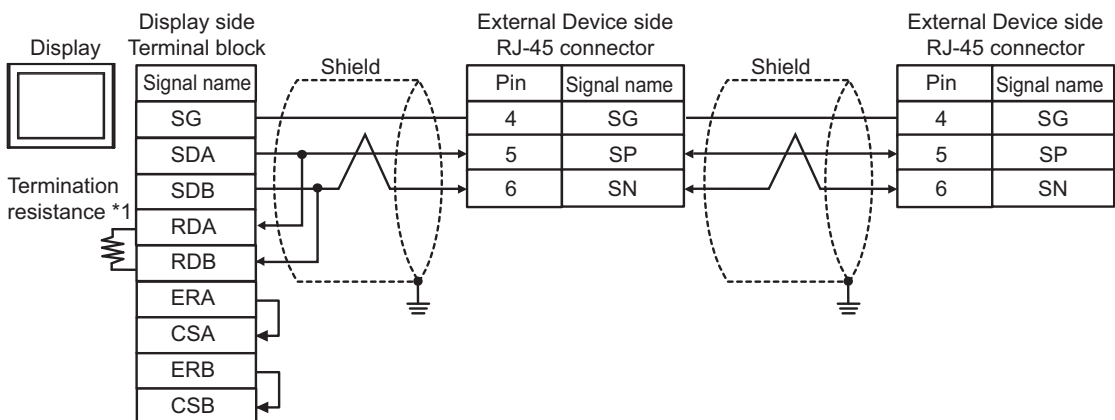 Display
Display side
Terminal block
External Device side
RJ-45 connector
External Device side
RJ-45 connector
Signal name
Shield
Pin Signal name
Shield
Pin Signal name
SG
4 SG
4 SG
SDA
5 SP
5 SP
SDB
6 SN
6 SN
Termination
resistance *1
RDA
RDB
ERA
CSA
ERB
CSB